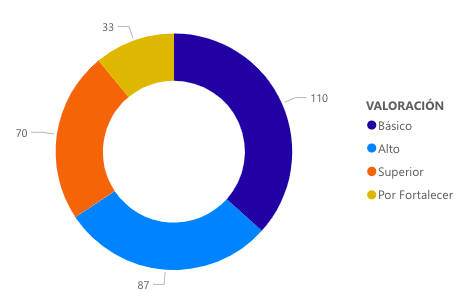 33
110
70
87
VALORACIÓN
Básico
Alto
Superior
Por Fortalecer